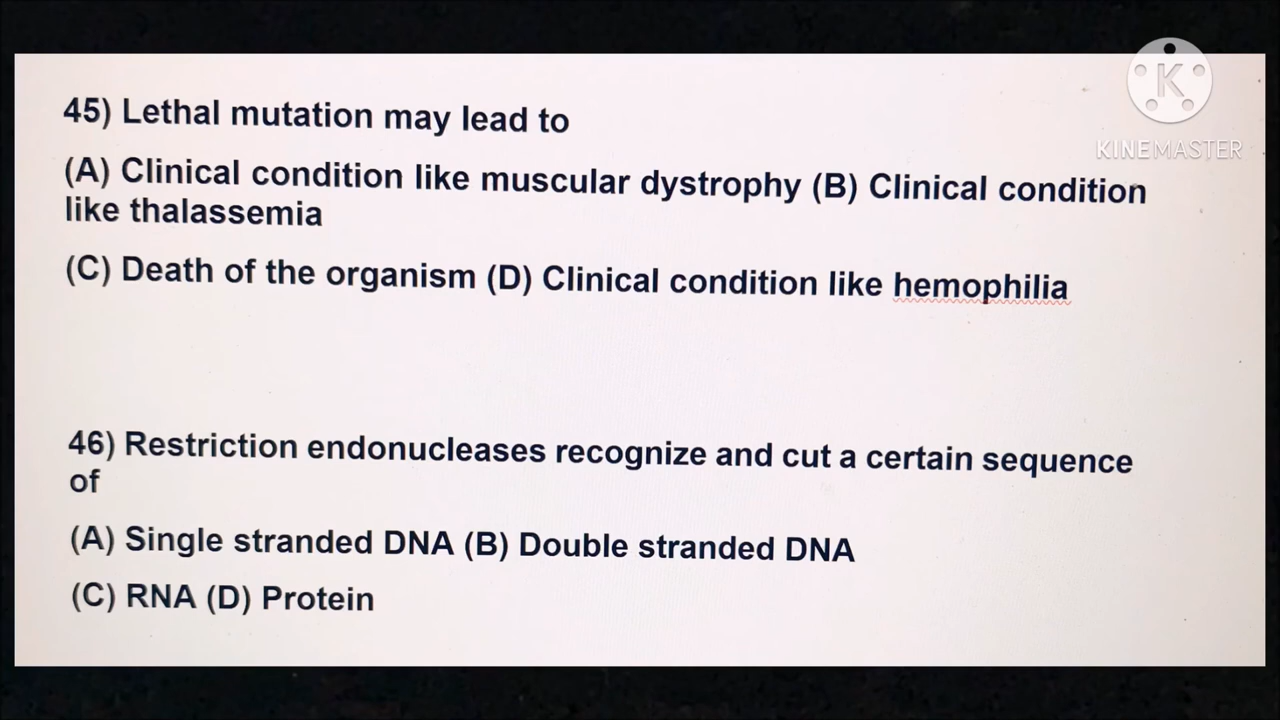 K
KINEMASTER
45) Lethal mutation may lead to
(A) Clinical condition like muscular dystrophy (B) Clinical condition
like thalassemia
(C) Death of the organism (D) Clinical condition like hemophilia
46) Restriction endonucleases recognize and cut a certain sequence
of
(A) Single stranded DNA (B) Double stranded DNA
(C) RNA (D) Protein